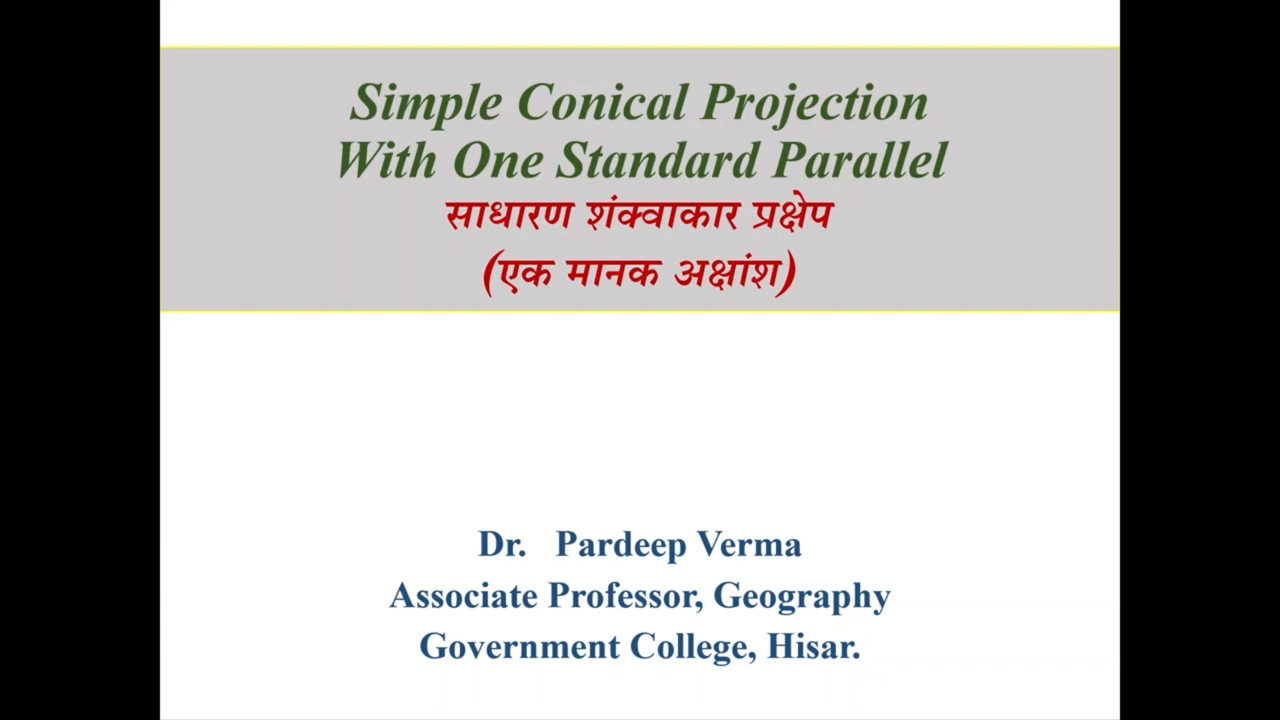 Simple Conical Projection
With One Standard Parallel
साधारण शंक्वाकार प्रक्षेप
(एक मानक अक्षांश)
Dr. Pardeep Verma
Associate Professor, Geography
Government College, Hisar.